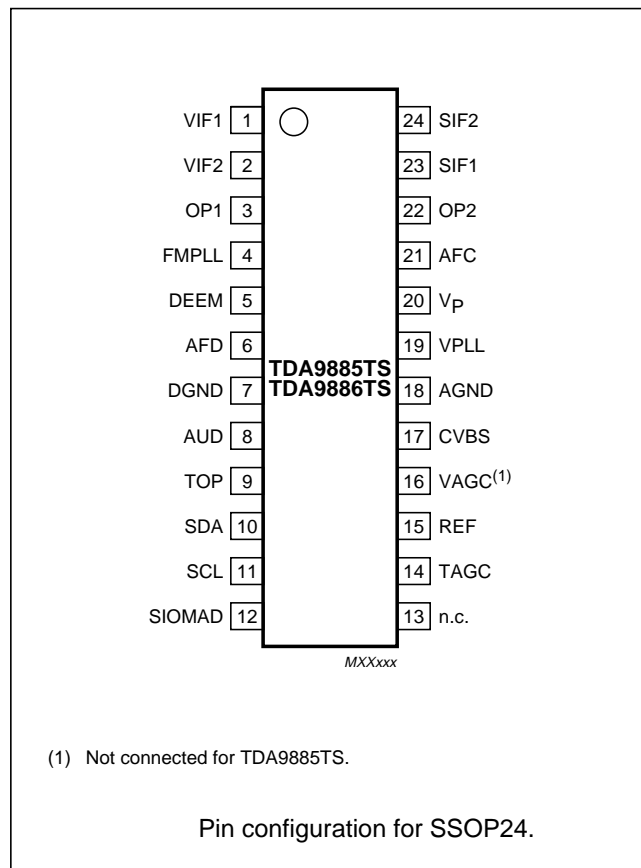 VIF1 1 24 SIF2
VIF2 2 23 SIF1
OP1 3 22 OP2
FMPLL 4 21 AFC
DEEM 5 20 VP
AFD 6 19 VPLL
TDA9885TS
DGND 7 TDA9886TS 18 AGND
AUD 8 17 CVBS
TOP 9 16 VAGC(1)
SDA 10 15 REF
SCL 11 14 TAGC
SIOMAD 12 13 n.c.
MXXxxx
(1) Not connected for TDA9885TS.
Pin configuration for SSOP24.